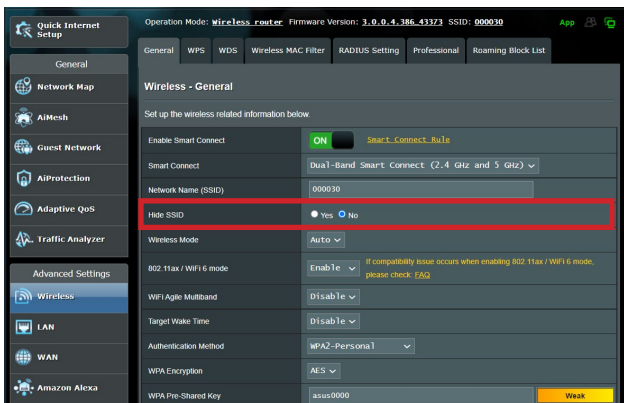 Quick Internet
Setup
Operation Mode: Wireless router Firmware Version: 3.0.0.4.386_43373 SSID: 000030 App
General
Network Map
AiMesh
Guest Network
AiProtection
Adaptive QoS
Traffic Analyzer
Advanced Settings
Wireless
LAN
WAN
Amazon Alexa
General WPS WDS Wireless MAC Filter RADIUS Setting Professional Roaming Block List
Wireless - General
Set up the wireless related information below.
Enable Smart Connect ON Smart Connect Rule
Smart Connect Dual-Band Smart Connect (2.4 GHz and 5 GHz)
Network Name (SSID) 000030
Hide SSID Yes No
Wireless Mode Auto
802.11ax / WiFi 6 mode Enable If compatibility issue occurs when enabling 802.11ax / WiFi 6 mode,
please check: FAQ
WiFi Agile Multiband Disable
Target Wake Time Disable
Authentication Method WPA2-Personal
WPA Encryption AES
WPA Pre-Shared Key asus0000 Weak